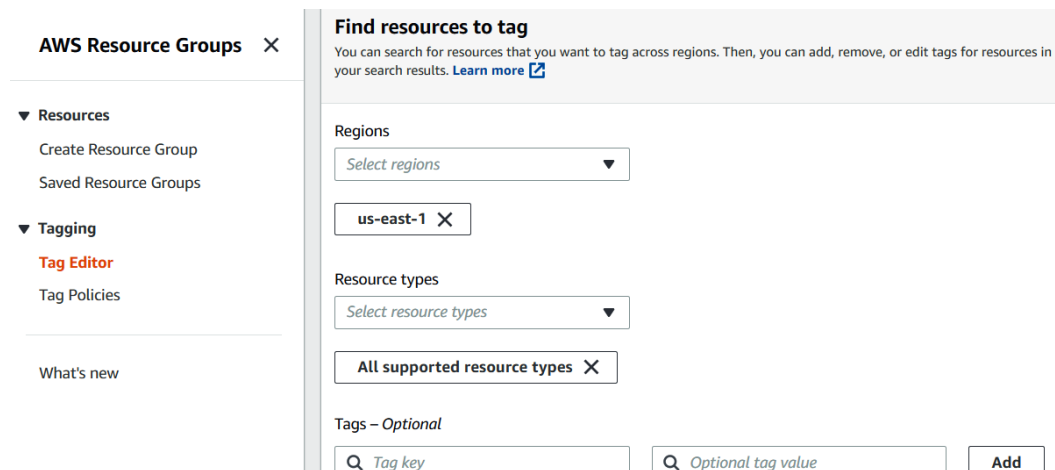 AWS Resource Groups
Resources
Create Resource Group
Saved Resource Groups
Tagging
Tag Editor
Tag Policies
What's new
Find resources to tag
You can search for resources that you want to tag across regions. Then, you can add, remove, or edit tags for resources in
your search results. Learn more
Regions
Select regions
us-east-1
Resource types
Select resource types
All supported resource types
Tags – Optional
Tag key
Optional tag value
Add